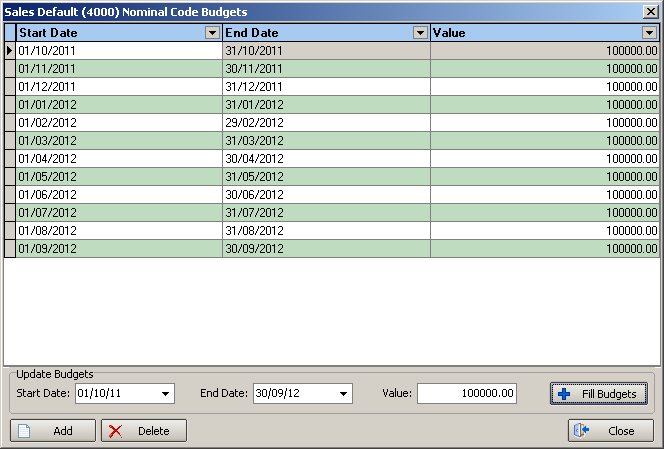 Sales Default (4000) Nominal Code Budgets
Start Date End Date Value
01/10/2011 31/10/2011 100000.00
01/11/2011 30/11/2011 100000.00
01/12/2011 31/12/2011 100000.00
01/01/2012 31/01/2012 100000.00
01/02/2012 29/02/2012 100000.00
01/03/2012 31/03/2012 100000.00
01/04/2012 30/04/2012 100000.00
01/05/2012 31/05/2012 100000.00
01/06/2012 30/06/2012 100000.00
01/07/2012 31/07/2012 100000.00
01/08/2012 31/08/2012 100000.00
01/09/2012 30/09/2012 100000.00
Update Budgets
Start Date: 01/10/11 End Date: 30/09/12 Value: 100000.00 Fill Budgets
Add Delete Close